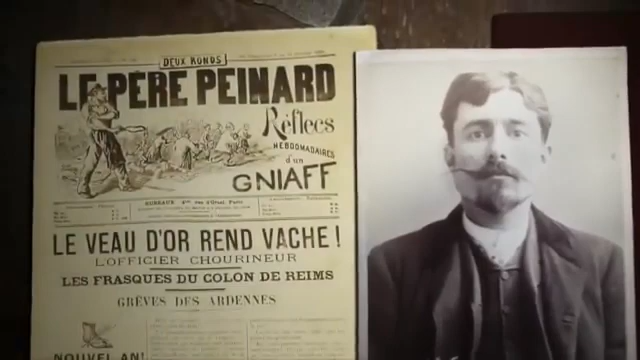 DEUX RONDS
LE PÈRE PEINARD
Réflecs
HEBDOMADAIRES
d'un
GNIAFF
LE VEAU D'OR REND VACHE!
L'OFFICIER CHOURINEUR
LES FRASQUES DU COLON DE REIMS
GRÈVES DES ARDENNES
NOUVEL AN!